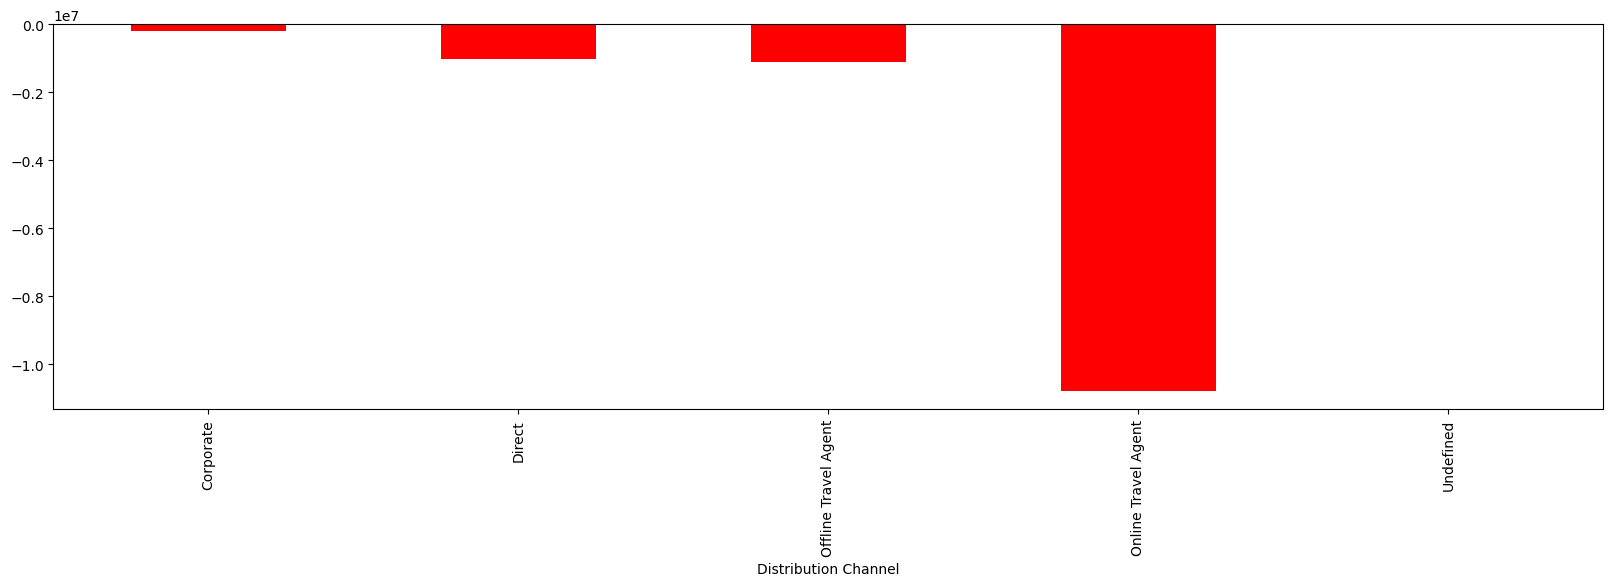 1e7
0.0
−0.2
−0.4
−0.6
−0.8
−1.0
Corporate
Direct
Offline Travel Agent
Online Travel Agent
Undefined
Distribution Channel